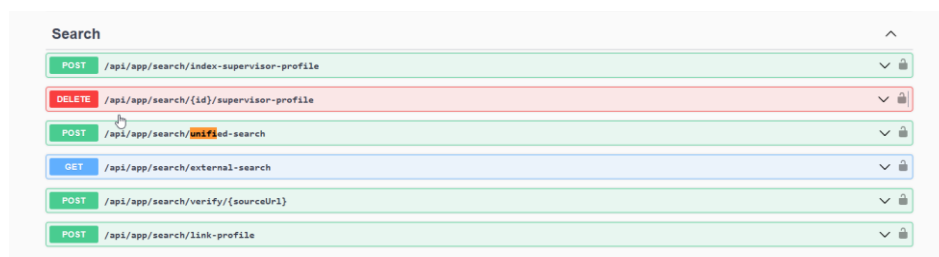 Search
POST /api/app/search/index-supervisor-profile
DELETE /api/app/search/{id}/supervisor-profile
POST /api/app/search/unified-search
GET /api/app/search/external-search
POST /api/app/search/verify/{sourceUrl}
POST /api/app/search/link-profile